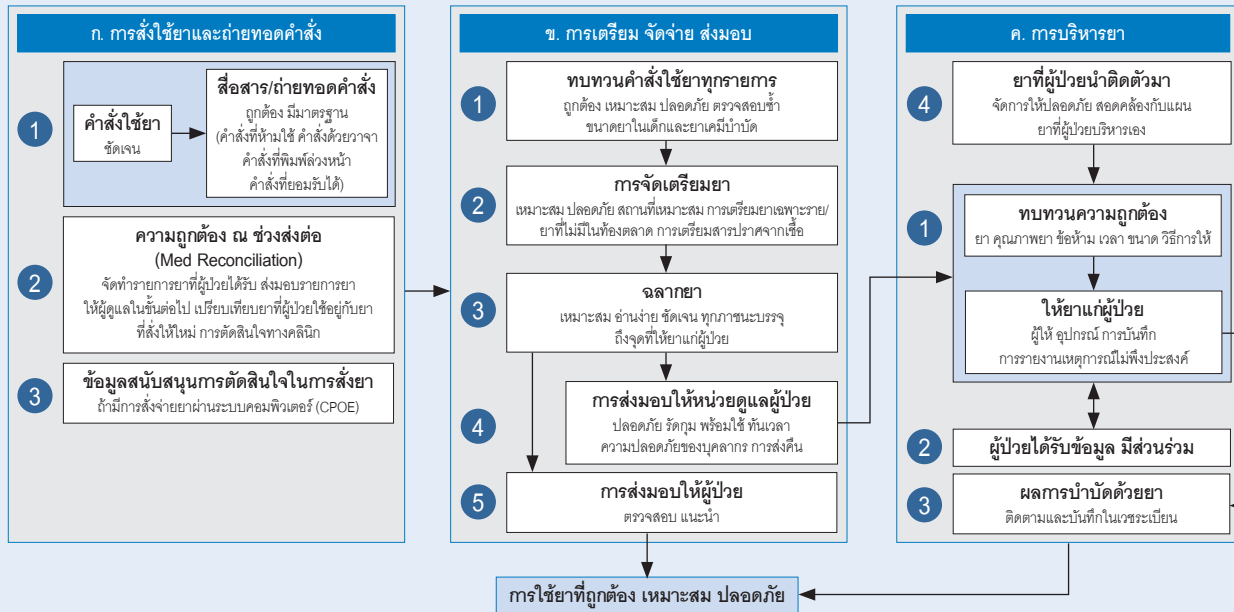 ก. การสั่งใช้ยาและถ่ายทอดคำสั่ง
1
คำสั่งใช้ยา
ชัดเจน
สื่อสาร/ถ่ายทอดคำสั่ง
ถูกต้อง มีมาตรฐาน
(คำสั่งที่ห้ามใช้ คำสั่งด้วยวาจา
คำสั่งที่พิมพ์ล่วงหน้า
คำสั่งที่ยอมรับได้)
2
ความถูกต้อง ณ ช่วงส่งต่อ
(Med Reconciliation)
จัดทำรายการยาที่ผู้ป่วยได้รับ ส่งมอบรายการยา
ให้ผู้ดูแลในขั้นต่อไป เปรียบเทียบยาที่ผู้ป่วยใช้อยู่กับยา
ที่สั่งให้ใหม่ การตัดสินใจทางคลินิก
3
ข้อมูลสนับสนุนการตัดสินใจในการสั่งยา
ถ้ามีการสั่งจ่ายยาผ่านระบบคอมพิวเตอร์ (CPOE)
ข. การเตรียม จัดจ่าย ส่งมอบ
1
ทบทวนคำสั่งใช้ยาทุกรายการ
ถูกต้อง เหมาะสม ปลอดภัย ตรวจสอบซ้ำ
ขนาดยาในเด็กและยาเคมีบำบัด
2
การจัดเตรียมยา
เหมาะสม ปลอดภัย สถานที่เหมาะสม การเตรียมยาเฉพาะราย/
ยาที่ไม่มีในท้องตลาด การเตรียมสารปราศจากเชื้อ
3
ฉลากยา
เหมาะสม อ่านง่าย ชัดเจน ทุกภาชนะบรรจุ
ถึงจุดที่ให้ยาแก่ผู้ป่วย
4
การส่งมอบให้หน่วยดูแลผู้ป่วย
ปลอดภัย รัดกุม พร้อมใช้ ทันเวลา
ความปลอดภัยของบุคลากร การส่งคืน
5
การส่งมอบให้ผู้ป่วย
ตรวจสอบ แนะนำ
ค. การบริหารยา
4
ยาที่ผู้ป่วยนำติดตัวมา
จัดการให้ปลอดภัย สอดคล้องกับแผน
ยาที่ผู้ป่วยบริหารเอง
1
ทบทวนความถูกต้อง
ยา คุณภาพยา ข้อห้าม เวลา ขนาด วิธีการให้
ให้ยาแก่ผู้ป่วย
ผู้ให้ อุปกรณ์ การบันทึก
การรายงานเหตุการณ์ไม่พึงประสงค์
2
ผู้ป่วยได้รับข้อมูล มีส่วนร่วม
3
ผลการบำบัดด้วยยา
ติดตามและบันทึกในเวชระเบียน
การใช้ยาที่ถูกต้อง เหมาะสม ปลอดภัย